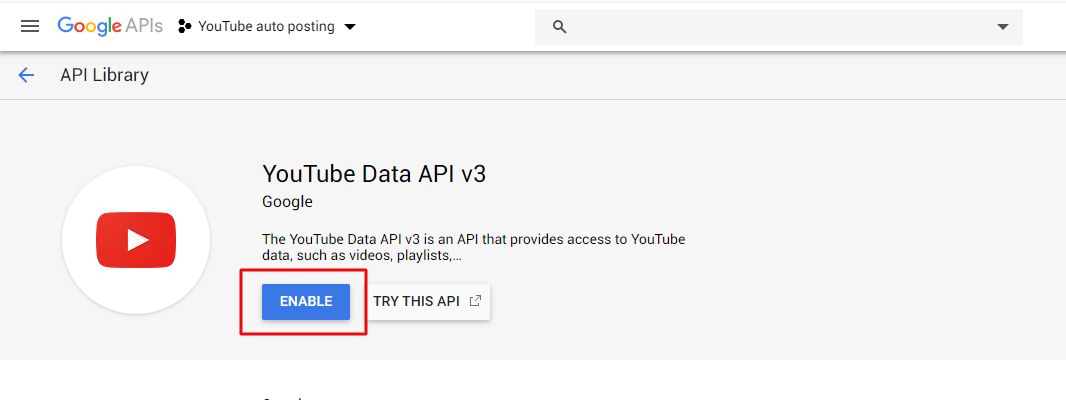 Google APIs YouTube auto posting
API Library
YouTube Data API v3
Google
The YouTube Data API v3 is an API that provides access to YouTube
data, such as videos, playlists,...
ENABLE TRY THIS API